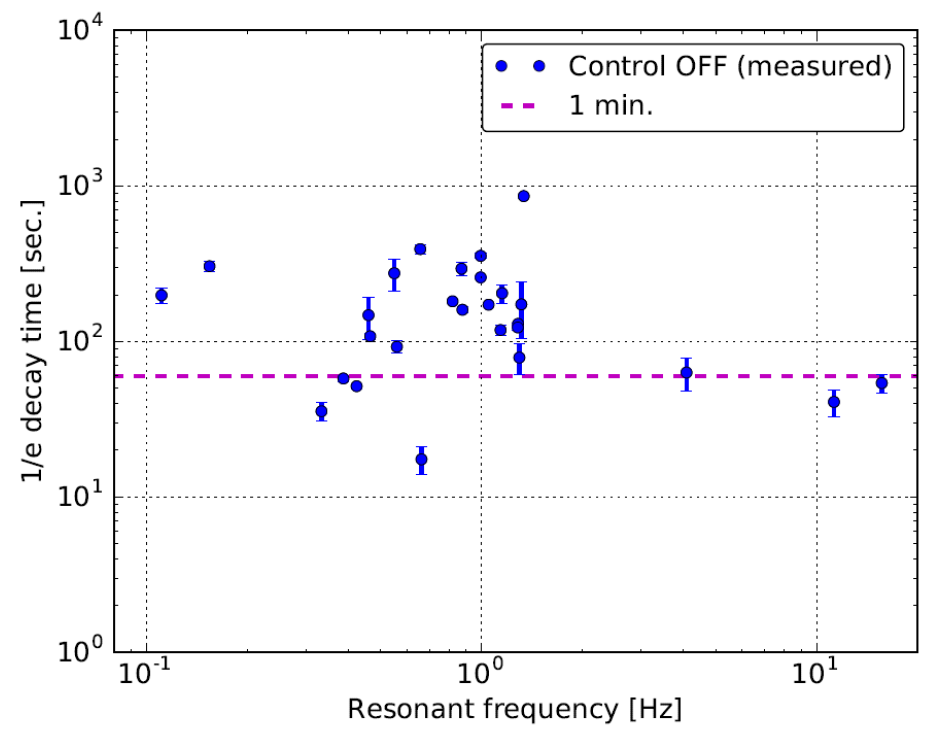 10^4
10^3
10^2
10^1
10^0
1/e decay time [sec.]
Control OFF (measured)
1 min.
10^-1
10^0
10^1
Resonant frequency [Hz]